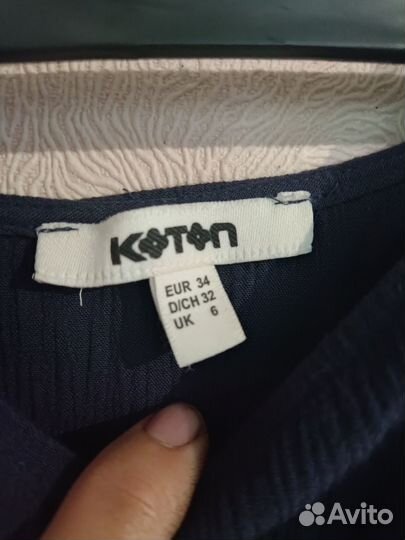 KOTON
EUR 34
D/CH 32
UK 6
Avito